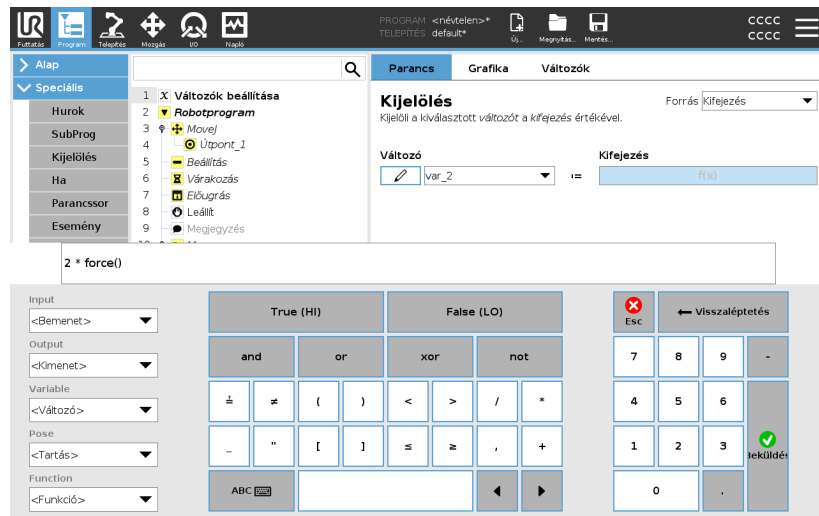 PROGRAM <névtelen>*
TELEPÍTÉS default*
CCCC
CCCC
Futtatás Program Telepítés Mozgás I/O Napló Új... Megnyitás... Mentés...
Alap
Speciális
Hurok
SubProg
Kijelölés
Ha
Parancssor
Esemény
1 X Változók beállítása
2 Robotprogram
3 MoveJ
4 Útpont_1
5 Beállítás
6 Várakozás
7 Előugrás
8 Leállít
9 Megjegyzés
Parancs Grafika Változók
Kijelölés
Forrás Kifejezés
Kijelöli a kiválasztott változót a kifejezés értékével.
Változó Kifejezés
var_2 := f(x)
2 * force()
Input
<Bemenet>
Output
<Kimenet>
Variable
<Változó>
Pose
<Tartás>
Function
<Funkció>
True (HI) False (LO) Esc Visszaléptetés
and or xor not 7 8 9 -
≟ ≠ ( ) < > / * 4 5 6
_ " [ ] ≤ ≥ , + 1 2 3 Beküldés
ABC 0 .